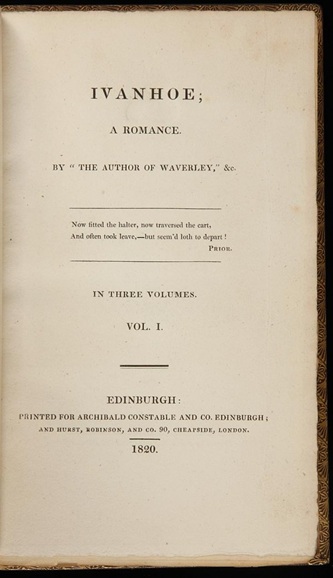 IVANHOE;
A ROMANCE.
BY "THE AUTHOR OF WAVERLEY," &c.
Now fitted the halter, now traversed the cart,
And often took leave,—but seem'd loth to depart!
PRIOR.
IN THREE VOLUMES.
VOL. I.
EDINBURGH:
PRINTED FOR ARCHIBALD CONSTABLE AND CO. EDINBURGH;
AND HURST, ROBINSON, AND CO. 90, CHEAPSIDE, LONDON.
1820.